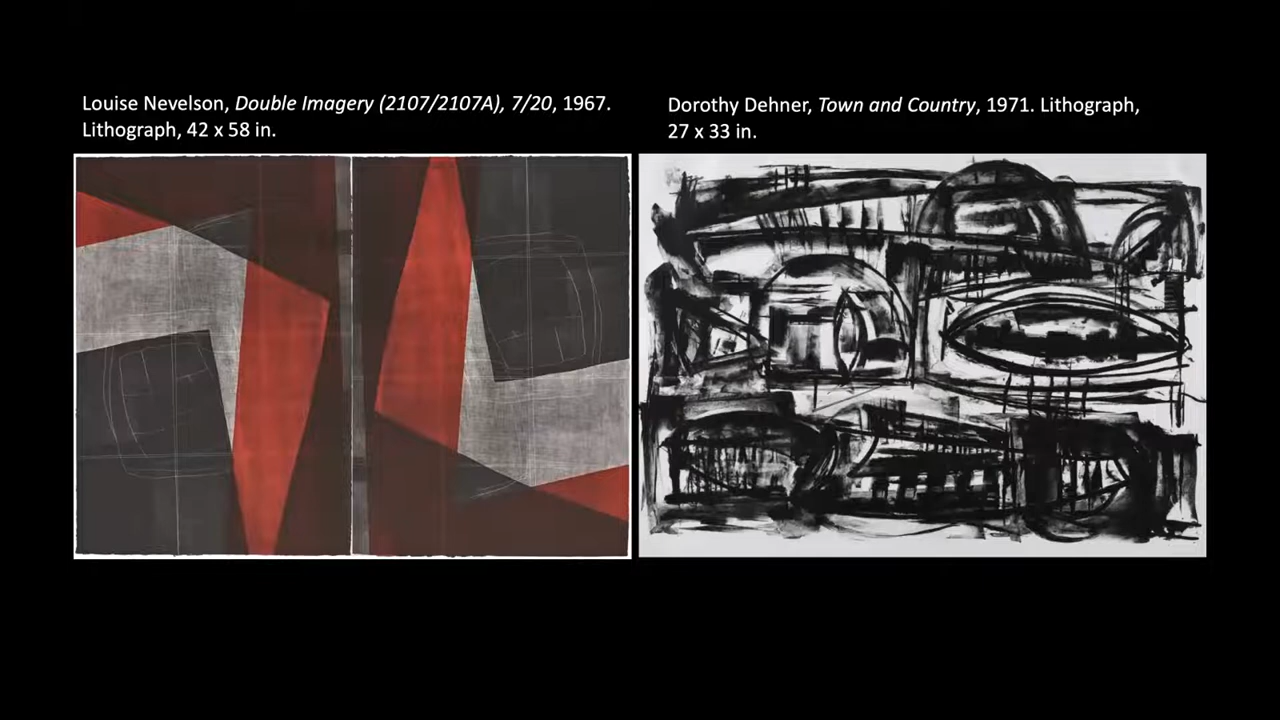 Louise Nevelson, Double Imagery (2107/2107A), 7/20, 1967.
Lithograph, 42 x 58 in.
Dorothy Dehner, Town and Country, 1971. Lithograph,
27 x 33 in.